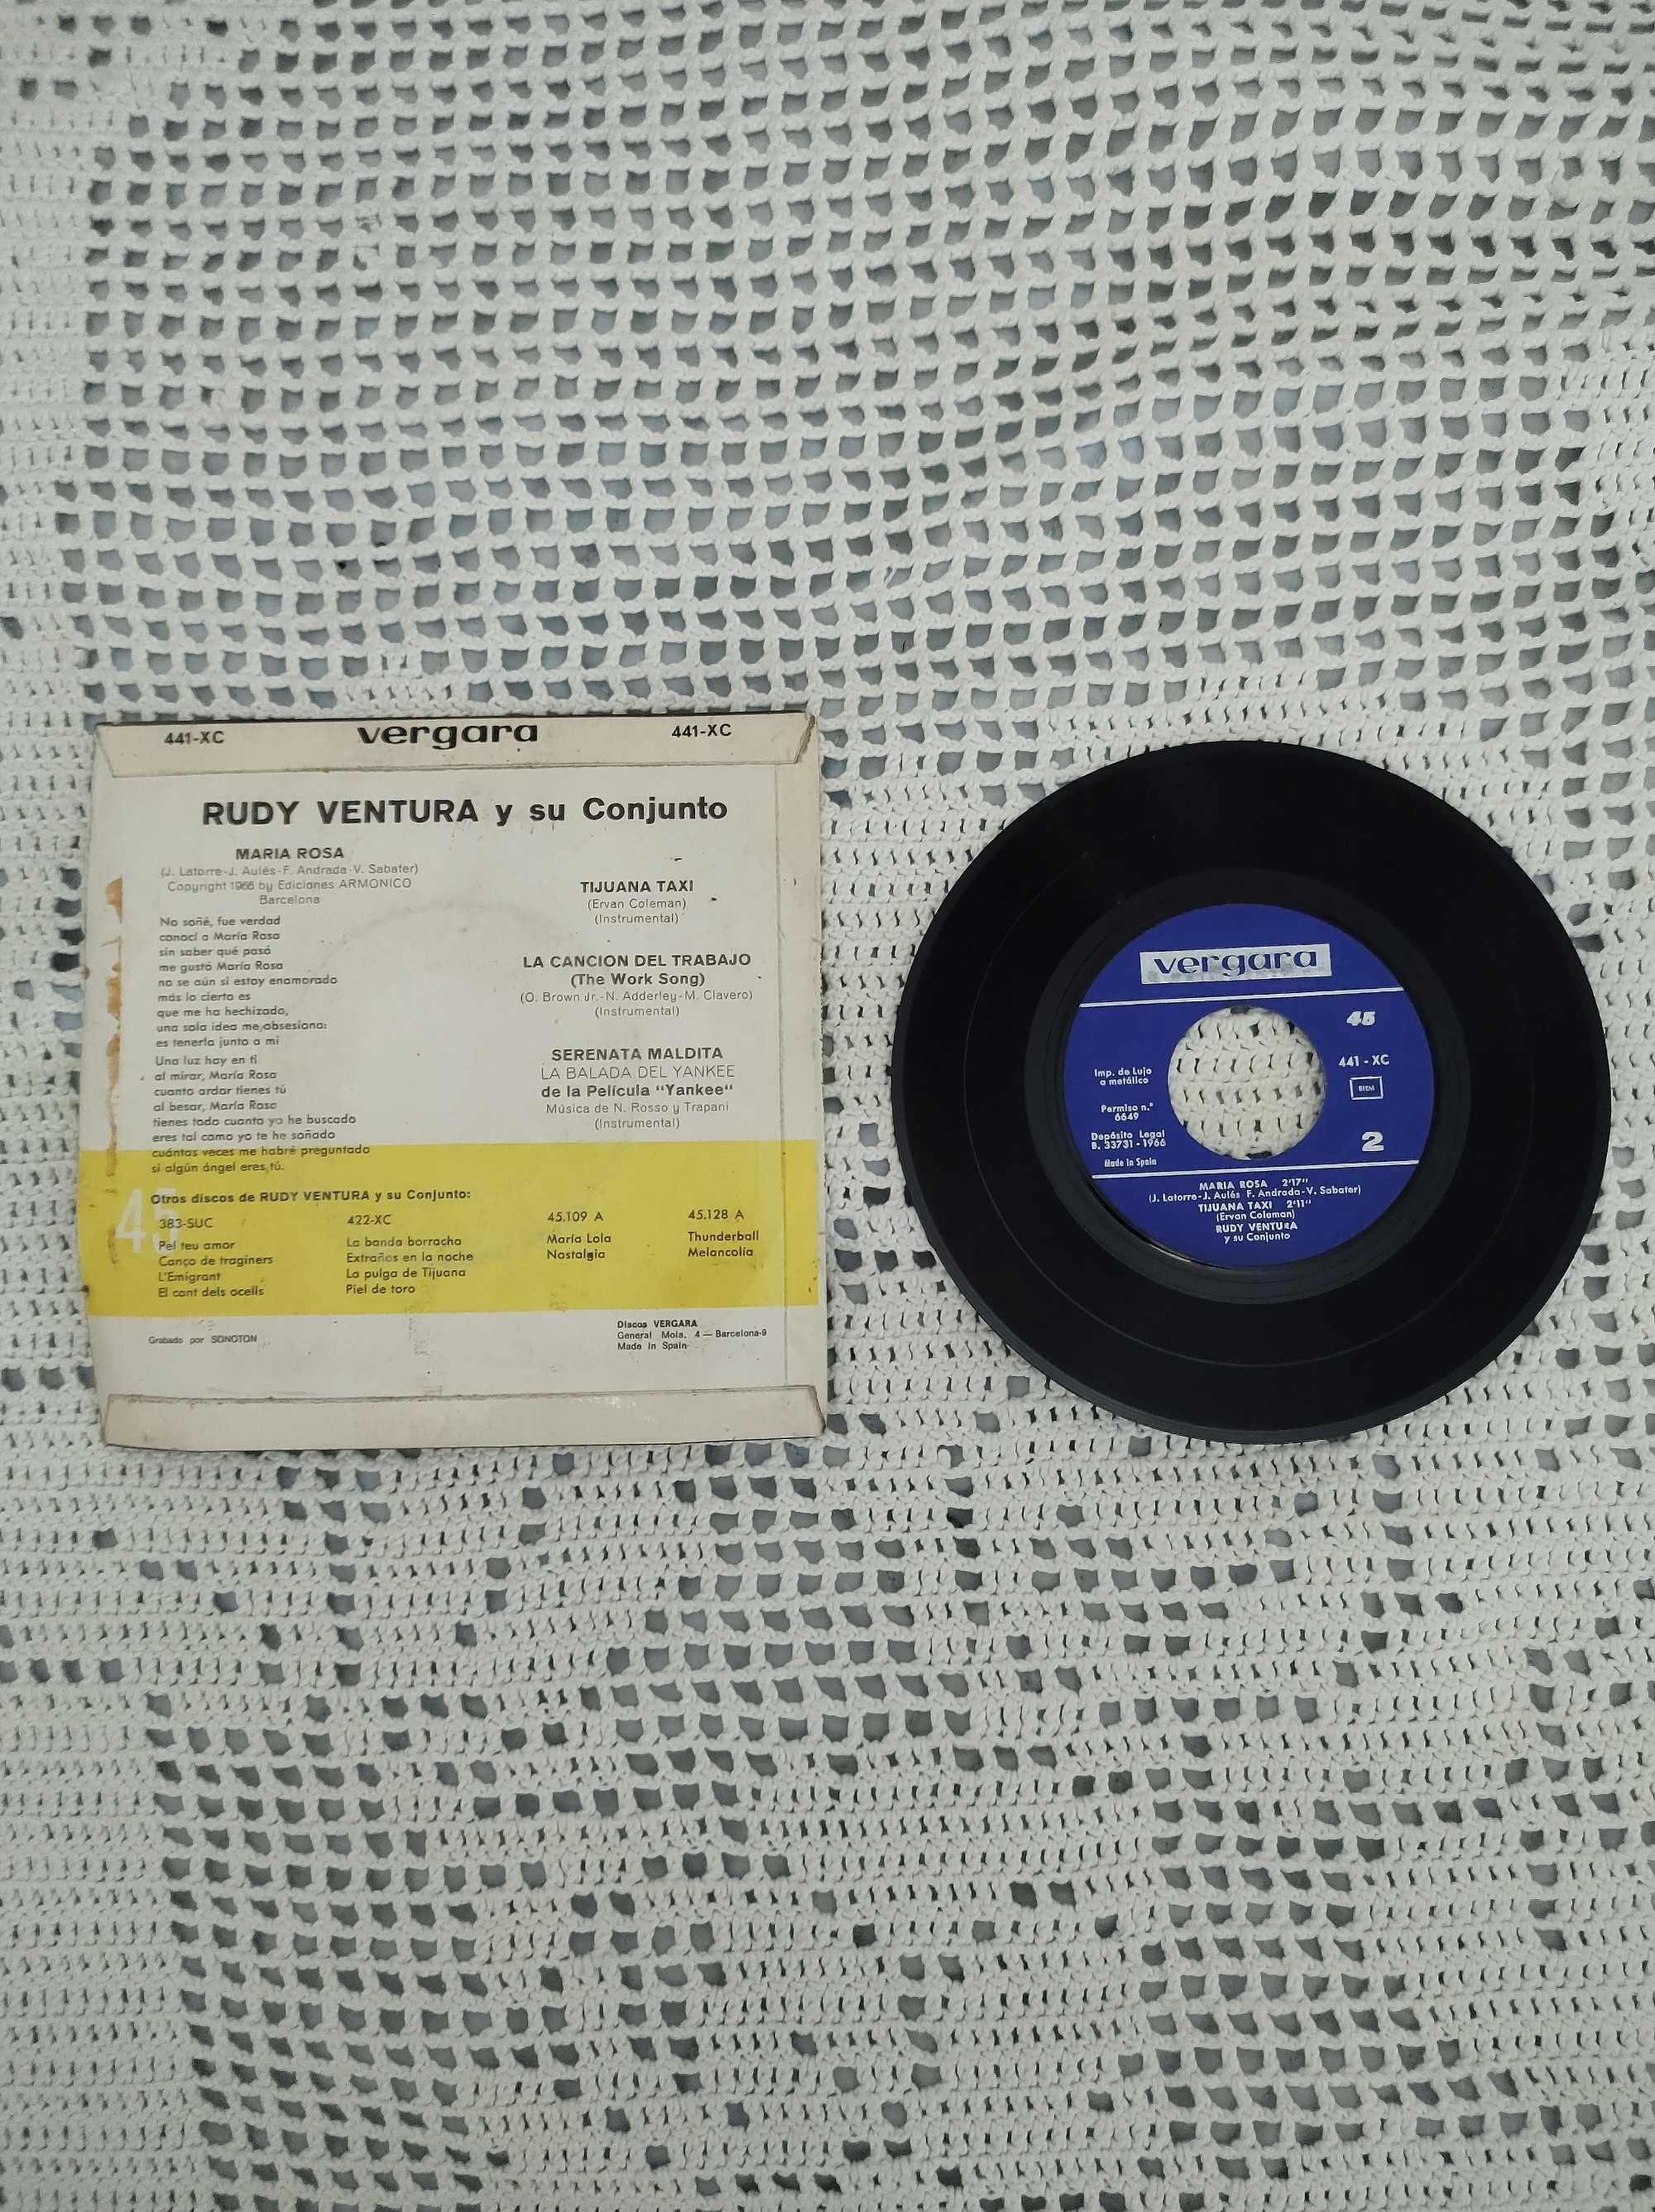 441-XC vergara 441-XC
RUDY VENTURA y su Conjunto
MARIA ROSA
(J. Latorre-J. Aulés-F. Andrada-V. Sabater)
Copyright 1966 by Ediciones ARMONICO
Barcelona
No soñé, fue verdad
conocí a María Rosa
sin saber qué pasó
me gustó María Rosa
no se aún si estoy enamorado
más lo cierto es
que me ha hechizado,
una sola idea me obsesiona:
es tenerla junto a mí
Una luz hay en ti
al mirar, María Rosa
cuanto ardor tienes tú
al besar, María Rosa
tienes todo cuanto yo he buscado
eres tal como yo te he soñado
cuántas veces me habré preguntado
si algún ángel eres tú.
TIJUANA TAXI
(Ervan Coleman)
(Instrumental)
LA CANCION DEL TRABAJO
(The Work Song)
(O. Brown Jr.-N. Adderley-M. Clavero)
(Instrumental)
SERENATA MALDITA
LA BALADA DEL YANKEE
de la Película "Yankee"
Música de N. Rosso y Trapani
(Instrumental)
45
Otros discos de RUDY VENTURA y su Conjunto:
383-SUC
Pel teu amor
Canço de traginers
L'Emigrant
El cant dels ocells
422-XC
La banda borracha
Extraños en la noche
La pulga de Tijuana
Piel de toro
45.109 A
María Lola
Nostalgia
45.128 A
Thunderball
Melancolía
Grabado por SONOTON
Discos VERGARA
General Mola, 4 — Barcelona-9
Made in Spain
vergara
45
441 - XC
BIEM
2
Imp. de Lujo
a metálico
Permiso n.º
6649
Depósito Legal
B. 33731 - 1966
Made in Spain
MARIA ROSA 2'17"
(J. Latorre-J. Aulés F. Andrada-V. Sabater)
TIJUANA TAXI 2'11"
(Ervan Coleman)
RUDY VENTURA
y su Conjunto